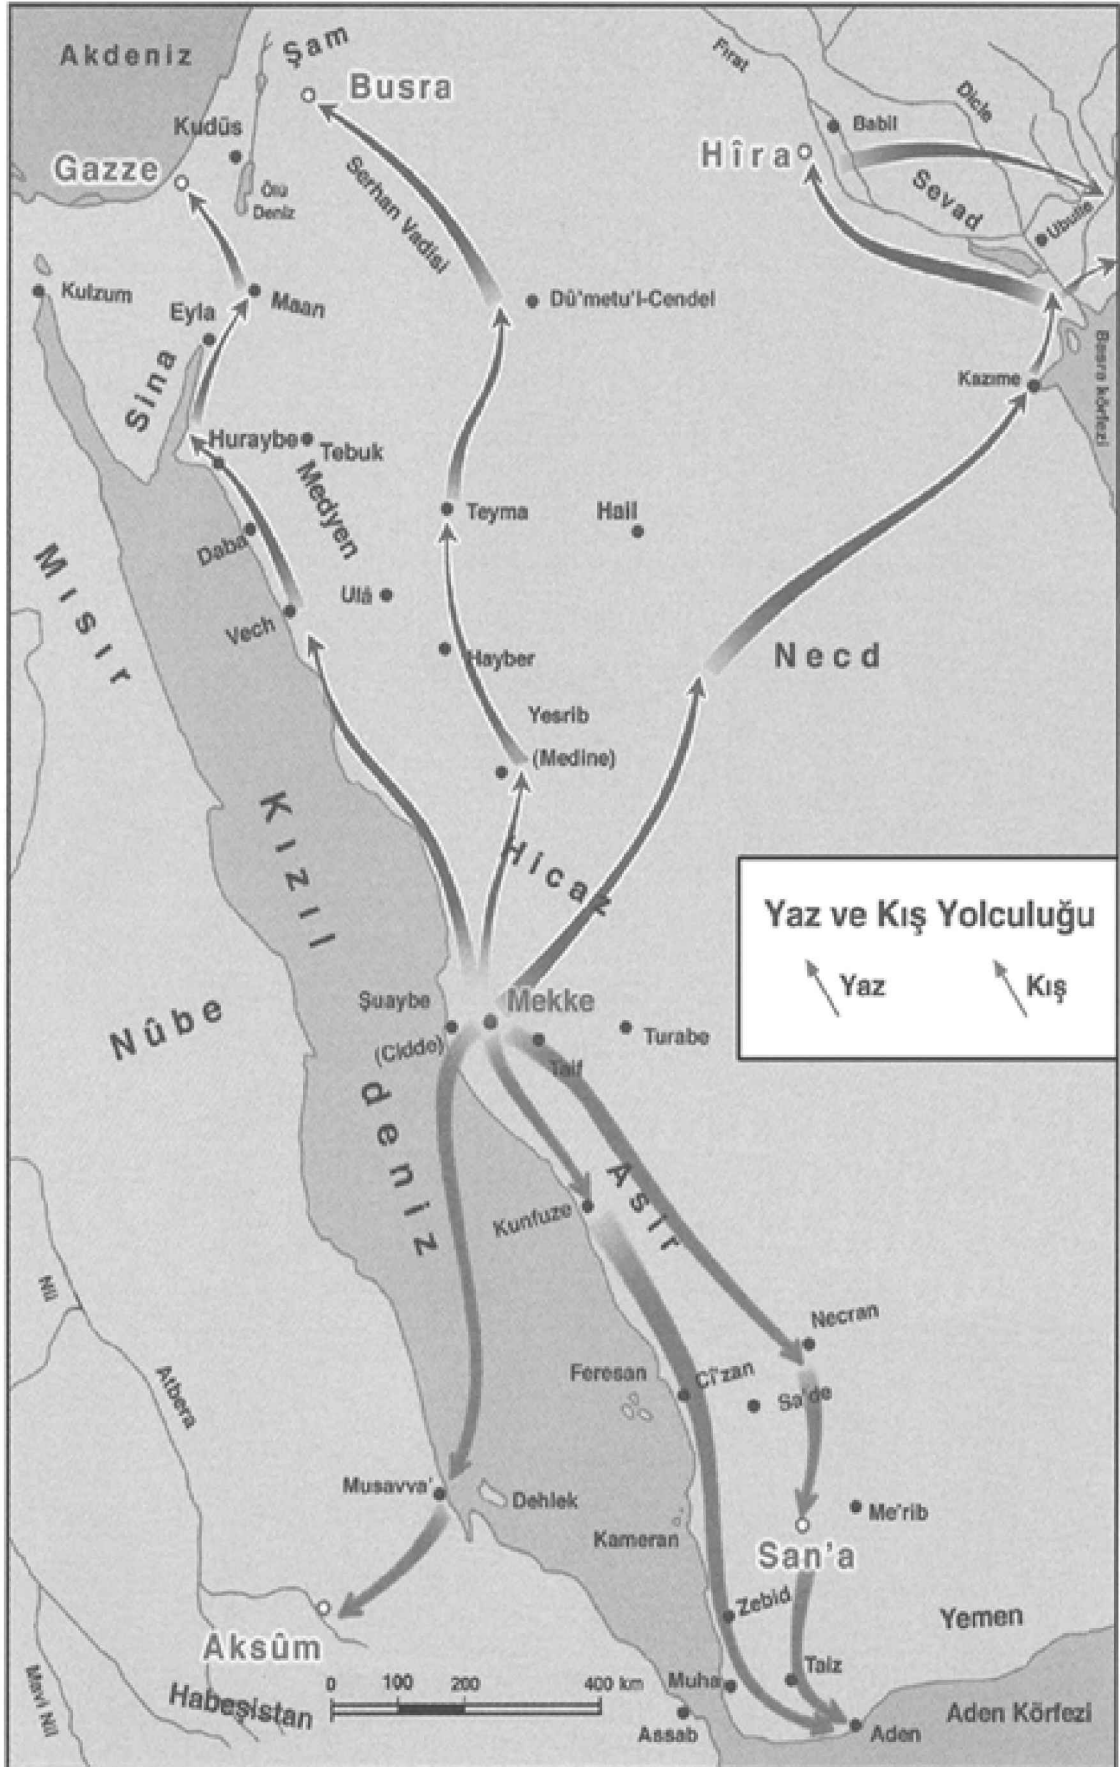 Akdeniz
Şam
Busra
Kudüs
Gazze
Ölü
Deniz
Serhan Vadisi
Fırat
Dicle
Babil
Hîra
Sevad
Ubulle
Kulzum
Eyla
Maan
Dû'metu'l-Cendel
Sina
Kazıme
Basra körfezi
Huraybe
Tebuk
Medyen
Teyma
Hail
Daba
Mısır
Ulâ
Vech
Hayber
Necd
Yesrib
(Medine)
Kızıl
Hicaz
Yaz ve Kış Yolculuğu
Yaz
Kış
Nûbe
Şuaybe
Mekke
(Cidde)
Taif
Turabe
deniz
Asir
Kunfuze
Nil
Necran
Atbera
Feresan
Cî'zan
Sa'de
Musavva'
Dehlek
Me'rib
Kameran
San'a
Zebid
Yemen
Aksûm
Mavi Nil
Habeşistan
0 100 200 400 km
Muha
Taiz
Assab
Aden
Aden Körfezi